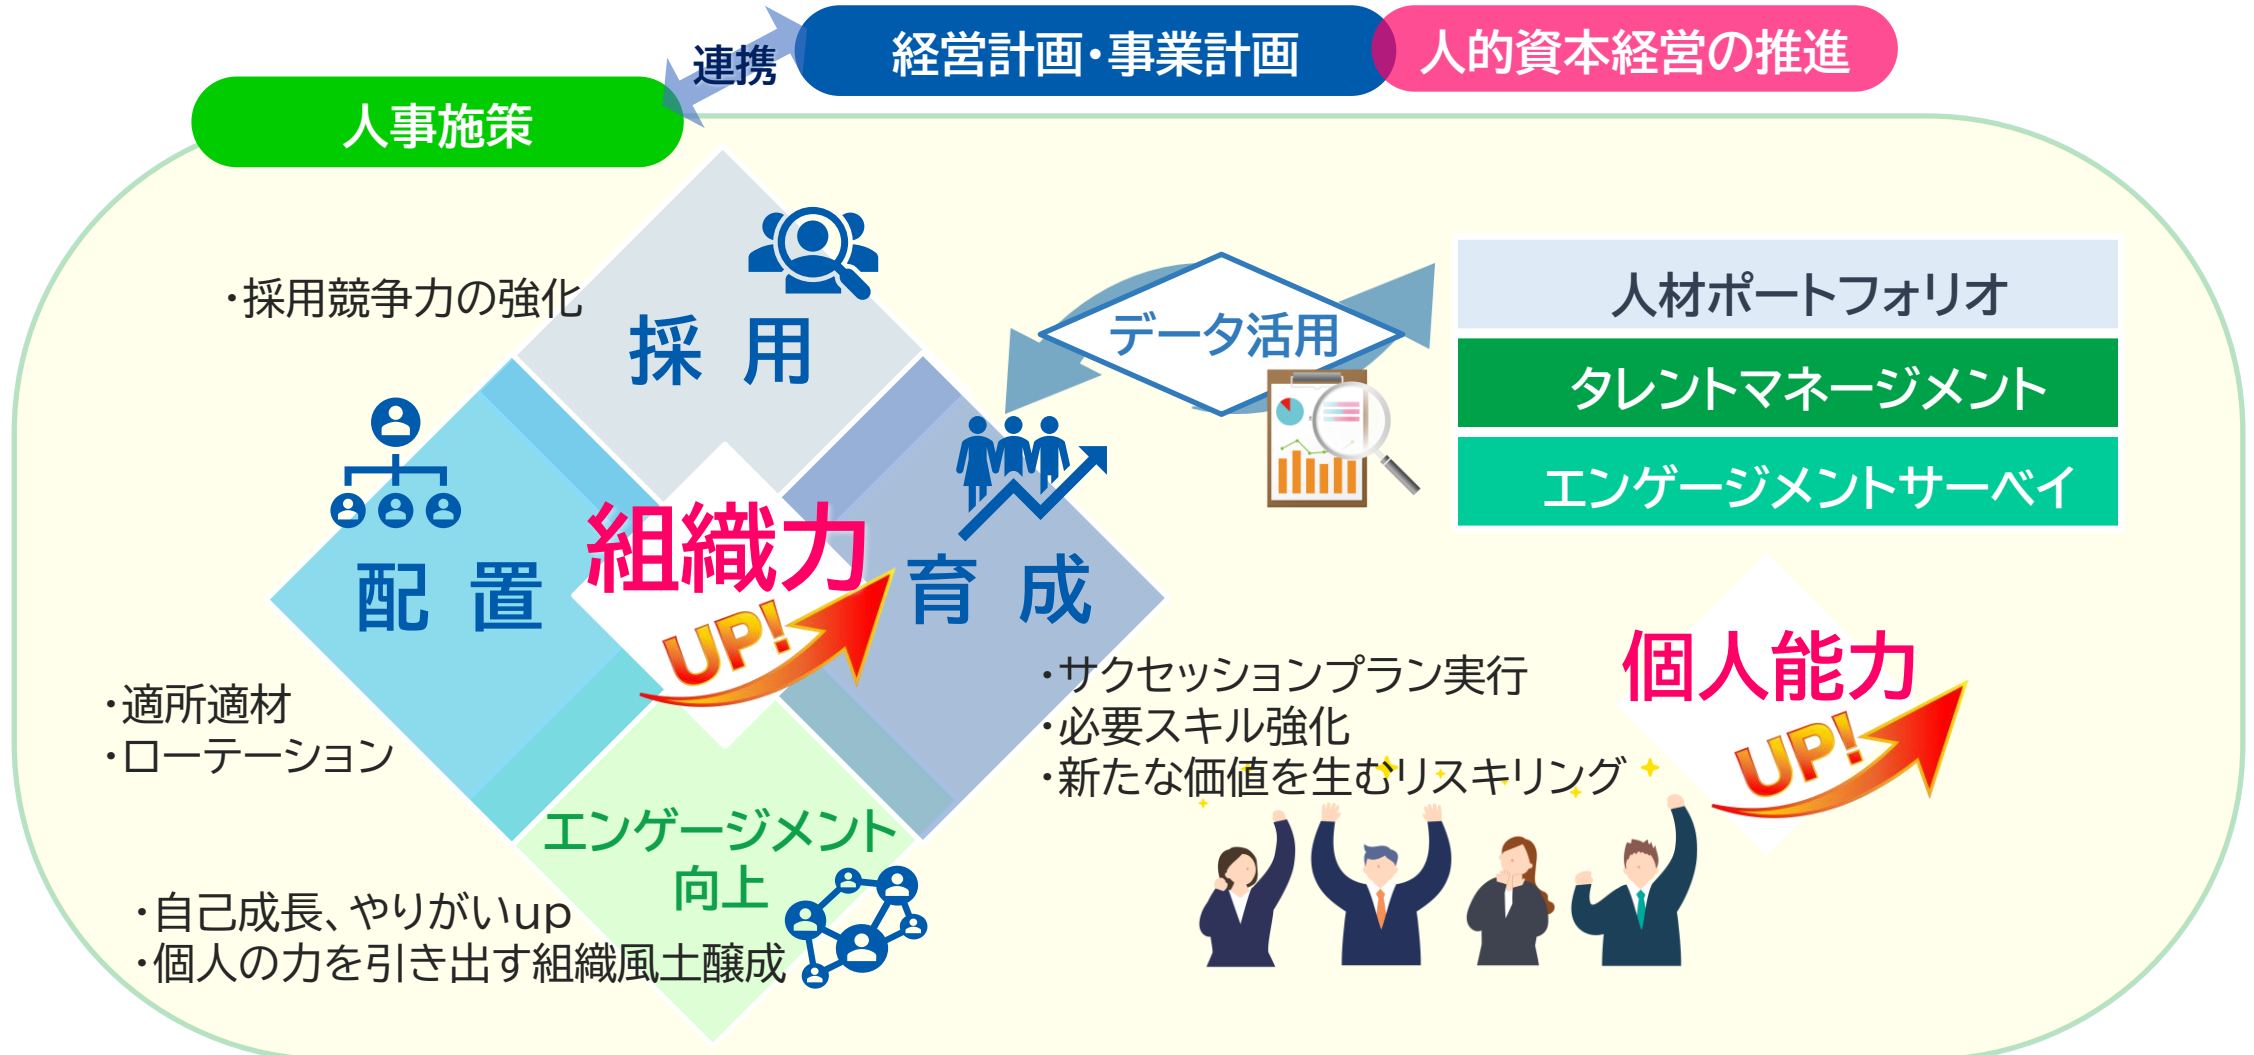 連携
経営計画・事業計画
人的資本経営の推進
人事施策
・採用競争力の強化
採 用
データ活用
人材ポートフォリオ
タレントマネージメント
エンゲージメントサーベイ
配 置
組織力
UP!
育 成
・適所適材
・ローテーション
・サクセッションプラン実行
・必要スキル強化
・新たな価値を生むリスキリング
個人能力
UP!
エンゲージメント
向上
・自己成長、やりがいup
・個人の力を引き出す組織風土醸成